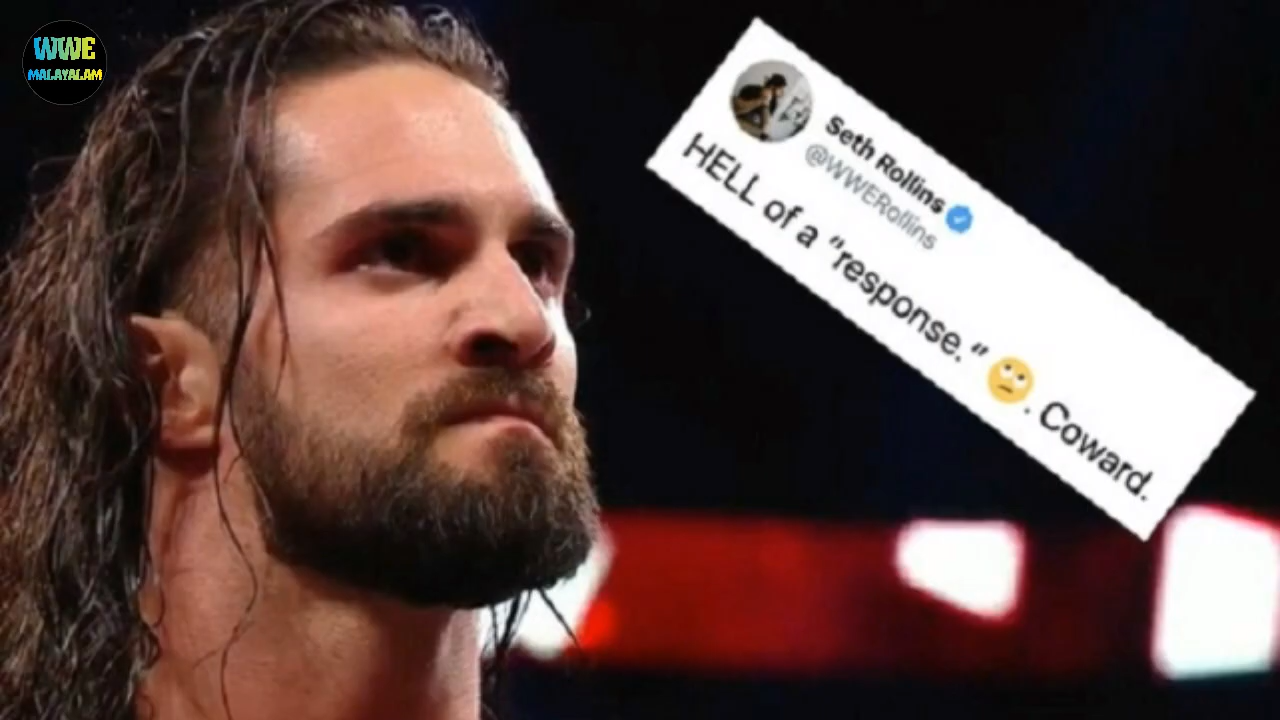 WWE
MALAYALAM
Seth Rollins
@WWERollins
HELL of a “response.” 🙄. Coward.